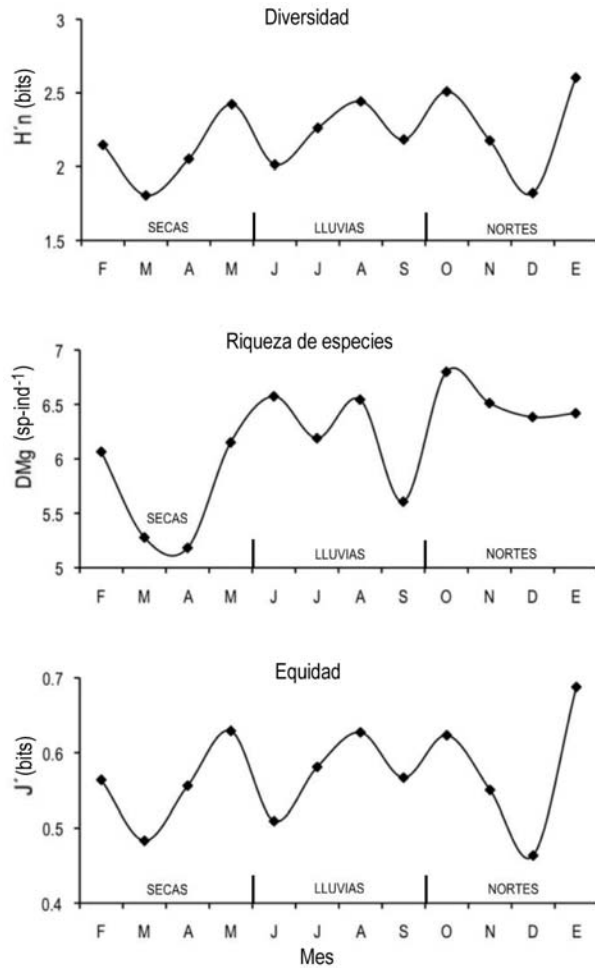 Diversidad
H´n (bits)
3
2.5
2
1.5
SECAS LLUVIAS NORTES
F M A M J J A S O N D E
Riqueza de especies
DMg (sp-ind-1)
7
6.5
6
5.5
5
SECAS LLUVIAS NORTES
F M A M J J A S O N D E
Equidad
J´(bits)
0.7
0.6
0.5
0.4
SECAS LLUVIAS NORTES
F M A M J J A S O N D E
Mes